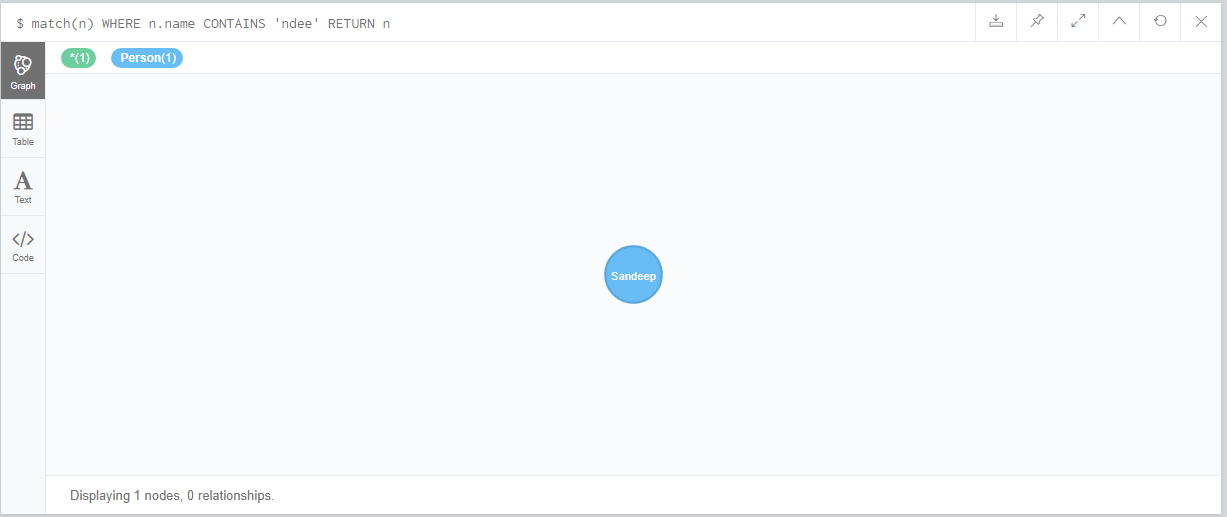 $ match(n) WHERE n.name CONTAINS 'ndee' RETURN n
*(1) Person(1)
Graph
Table
A
Text
</>
Code
Sandeep
Displaying 1 nodes, 0 relationships.